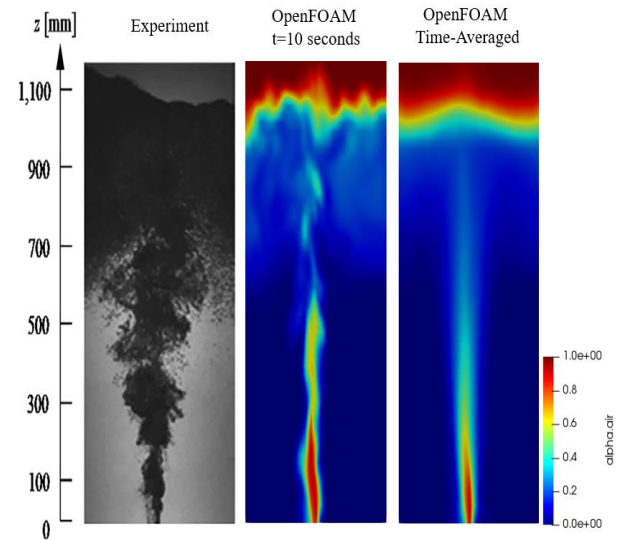 z [mm]
Experiment
OpenFOAM
t=10 seconds
OpenFOAM
Time-Averaged
1,100
900
700
500
300
100
0
1.0e+00
0.8
0.6
0.4
0.2
0.0e+00
alpha.air